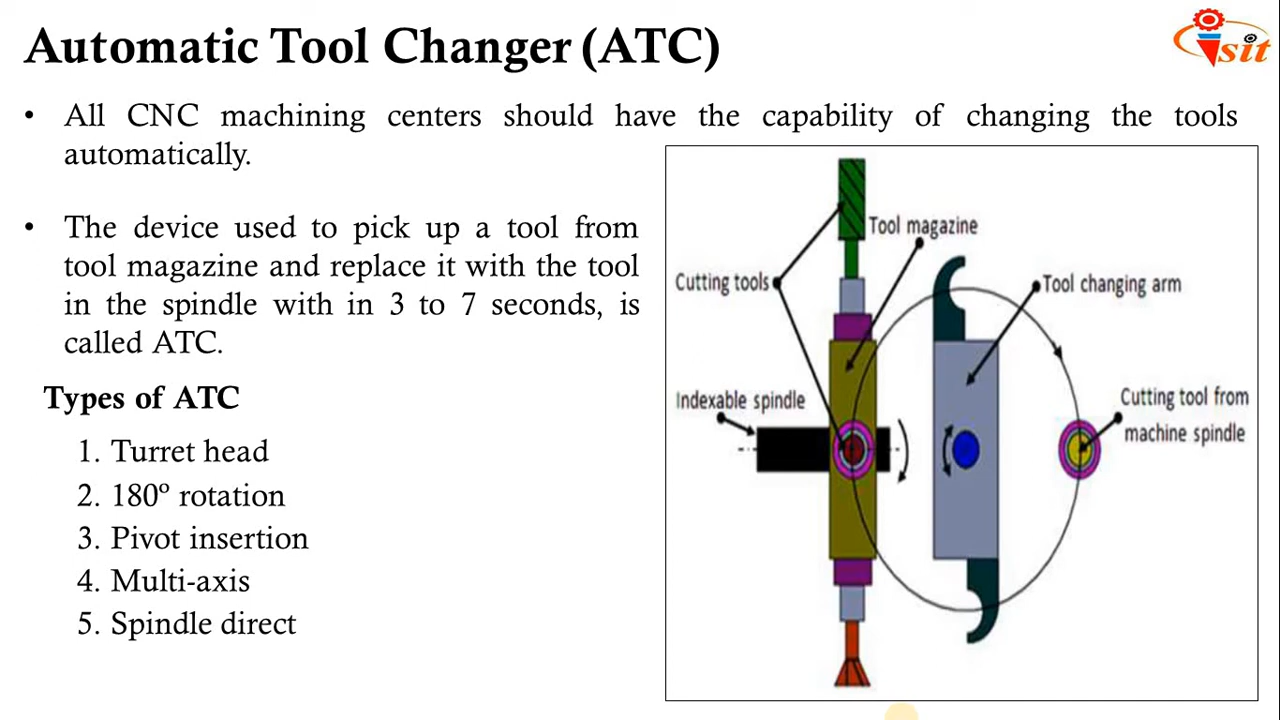 Automatic Tool Changer (ATC)
sit
• All CNC machining centers should have the capability of changing the tools
automatically.
• The device used to pick up a tool from
tool magazine and replace it with the tool
in the spindle with in 3 to 7 seconds, is
called ATC.
Types of ATC
1. Turret head
2. 180º rotation
3. Pivot insertion
4. Multi-axis
5. Spindle direct
Tool magazine
Cutting tools
Tool changing arm
Indexable spindle
Cutting tool from
machine spindle